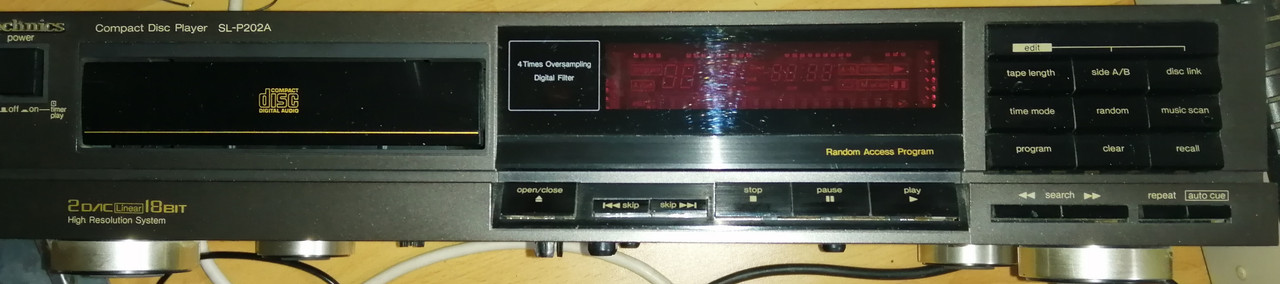 Technics
Compact Disc Player SL-P202A
power
off on timer play
COMPACT
disc
DIGITAL AUDIO
4 Times Oversampling
Digital Filter
Random Access Program
edit
tape length side A/B disc link
time mode random music scan
program clear recall
open/close
skip skip
stop pause play
search
repeat auto cue
2 D/AC Linear 18 BIT
High Resolution System